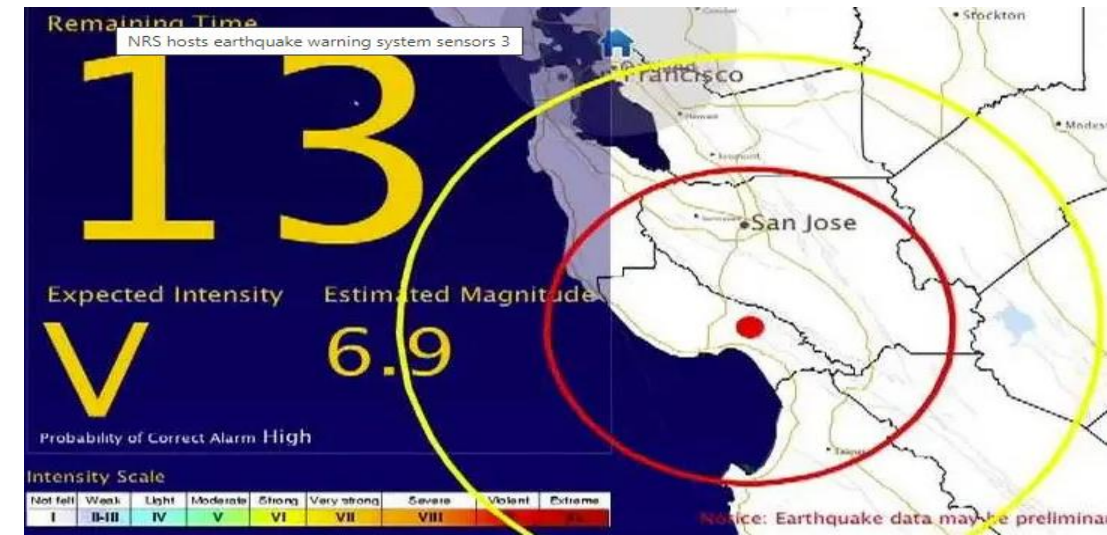 Remaining Time
NRS hosts earthquake warning system sensors 3
13
Expected Intensity
V
Estimated Magnitude
6.9
Probability of Correct Alarm High
Intensity Scale
Not felt Weak Light Moderate Strong Very strong Severe Violent Extreme
I II-III IV V VI VII VIII
Stockton
Francisco
San Jose
Notice: Earthquake data may be preliminar